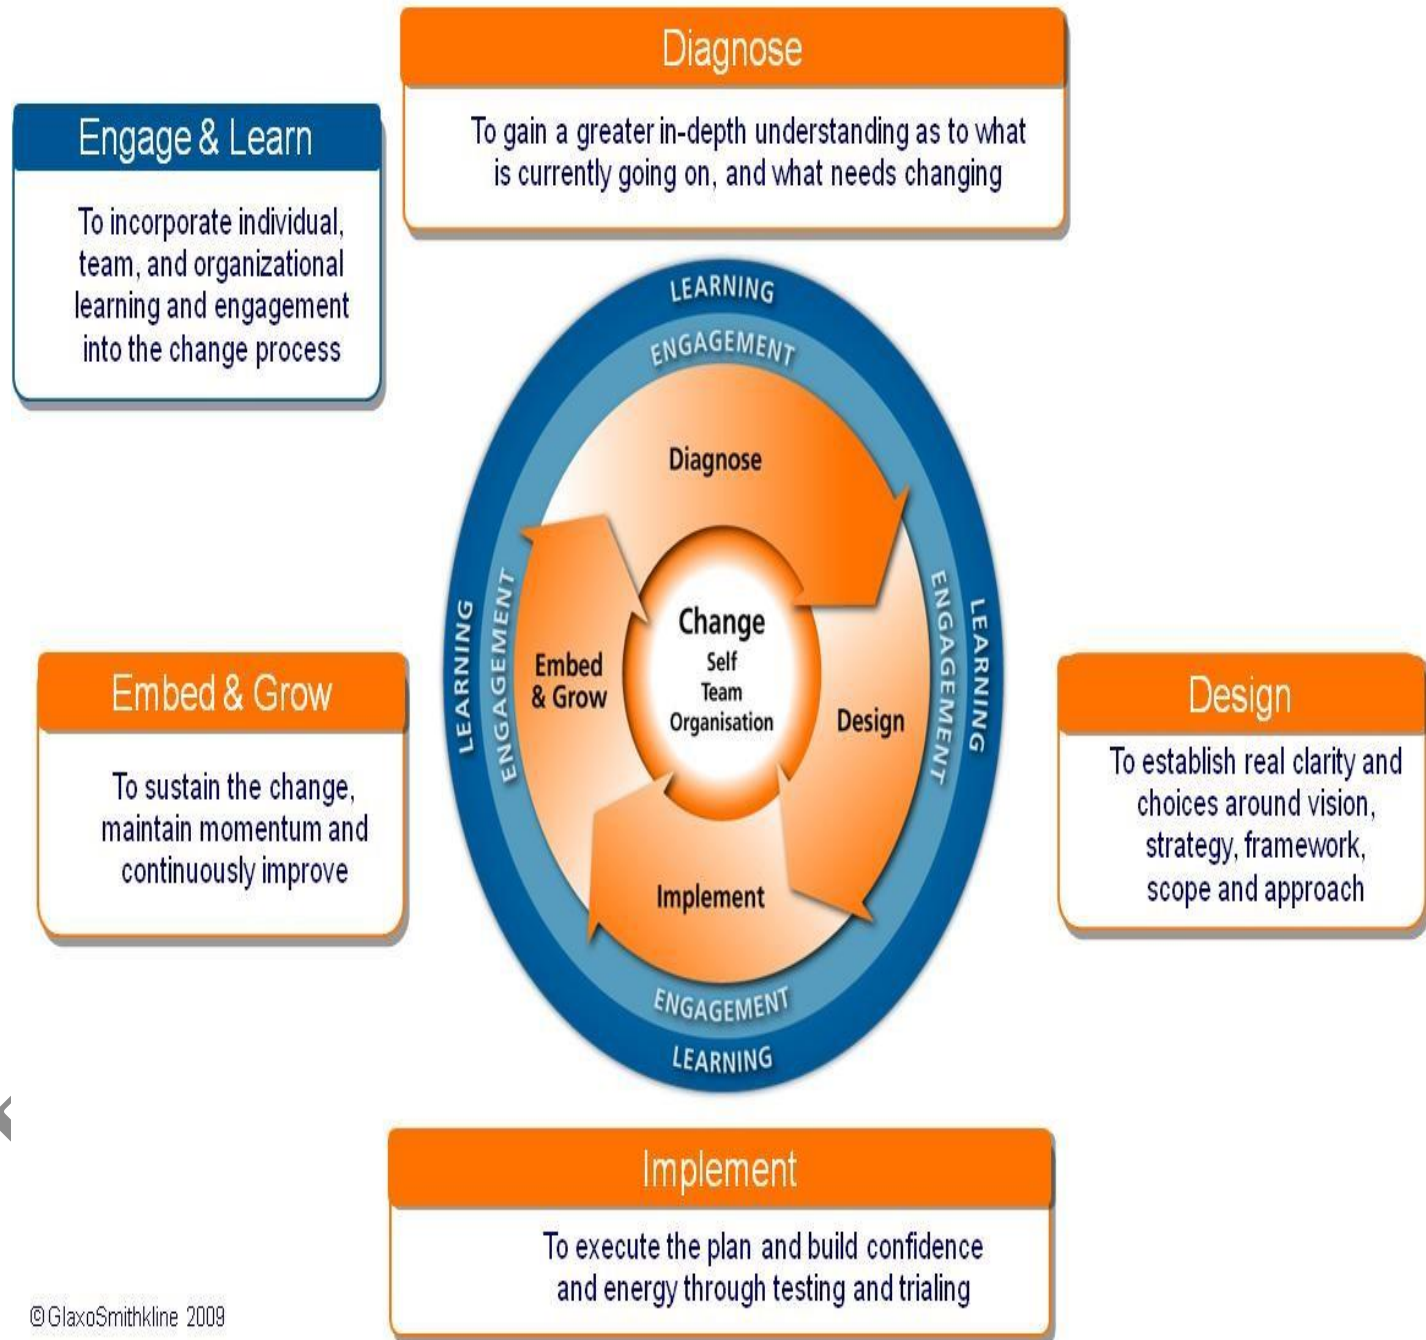 Diagnose
To gain a greater in-depth understanding as to what
is currently going on, and what needs changing
Engage & Learn
To incorporate individual,
team, and organizational
learning and engagement
into the change process
LEARNING
ENGAGEMENT
Diagnose
LEARNING
ENGAGEMENT
Embed
& Grow
Change
Self
Team
Organisation
Design
ENGAGEMENT
LEARNING
Implement
ENGAGEMENT
LEARNING
Embed & Grow
To sustain the change,
maintain momentum and
continuously improve
Design
To establish real clarity and
choices around vision,
strategy, framework,
scope and approach
Implement
To execute the plan and build confidence
and energy through testing and trialing
© GlaxoSmithkline 2009